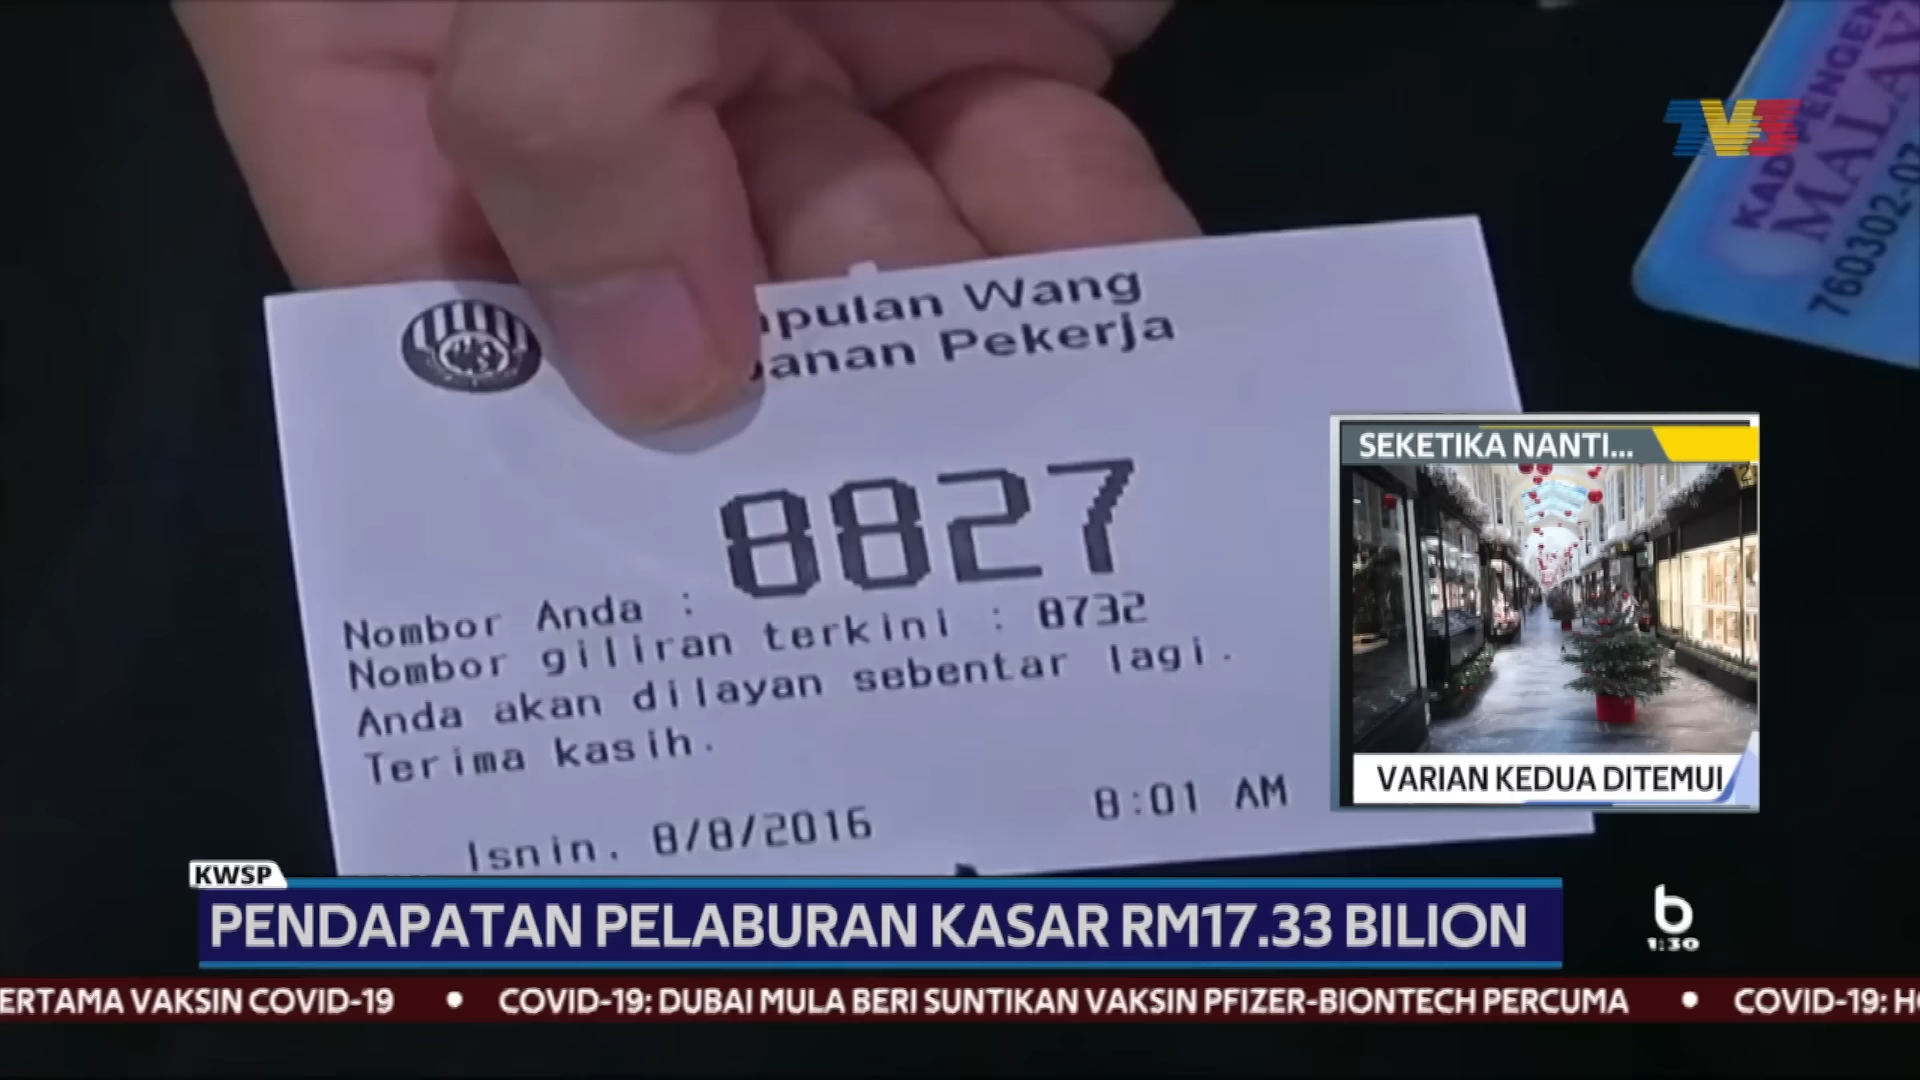 KAD PENGEN
MALAY
760302-07
TV3
mpulan Wang
panan Pekerja
8827
Nombor Anda :
Nombor giliran terkini : 8732
Anda akan dilayan sebentar lagi.
Terima kasih.
Isnin. 8/8/2016 8:01 AM
SEKETIKA NANTI...
VARIAN KEDUA DITEMUI
KWSP
PENDAPATAN PELABURAN KASAR RM17.33 BILION
b
1:30
ERTAMA VAKSIN COVID-19 • COVID-19: DUBAI MULA BERI SUNTIKAN VAKSIN PFIZER-BIONTECH PERCUMA • COVID-19: H